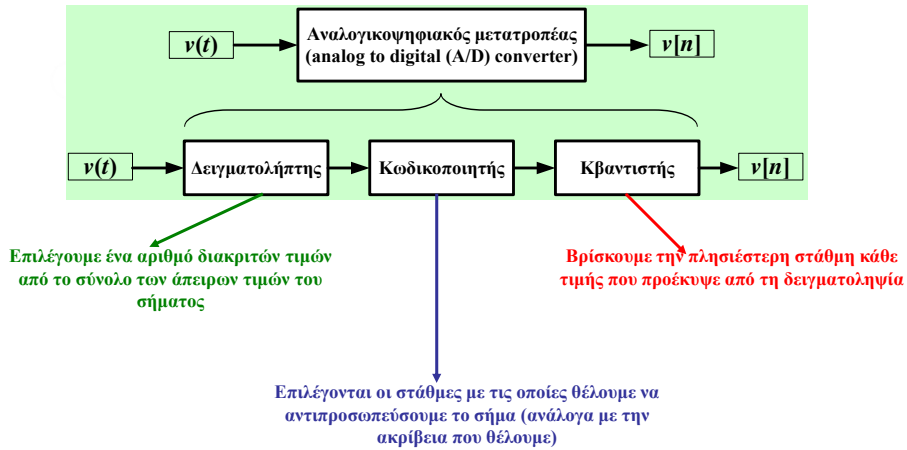 v(t)
Αναλογικοψηφιακός μετατροπέας
(analog to digital (A/D) converter)
v[n]
v(t)
Δειγματολήπτης
Κωδικοποιητής
Κβαντιστής
v[n]
Επιλέγουμε ένα αριθμό διακριτών τιμών
από το σύνολο των άπειρων τιμών του
σήματος
Βρίσκουμε την πλησιέστερη στάθμη κάθε
τιμής που προέκυψε από τη δειγματοληψία
Επιλέγονται οι στάθμες με τις οποίες θέλουμε να
αντιπροσωπεύσουμε το σήμα (ανάλογα με την
ακρίβεια που θέλουμε)